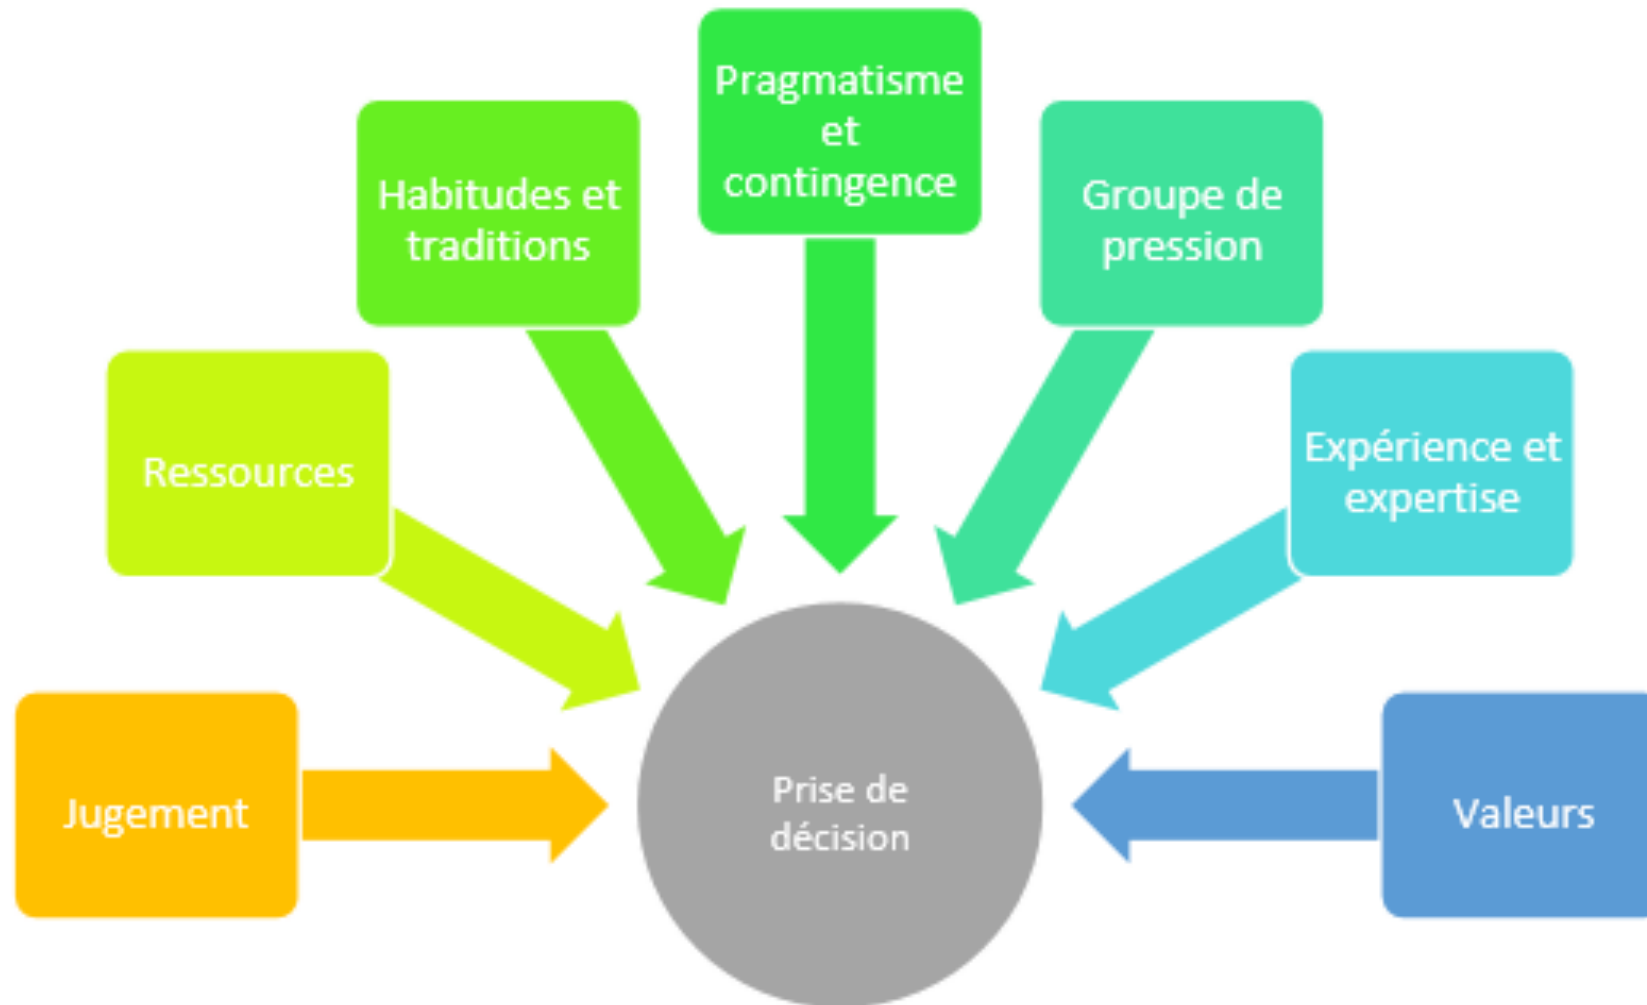 Pragmatisme
et
contingence
Habitudes et
traditions
Groupe de
pression
Ressources
Expérience et
expertise
Jugement
Prise de
décision
Valeurs